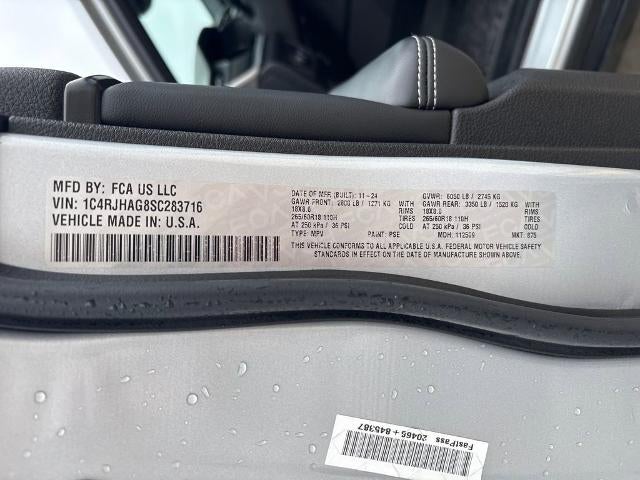 MFD BY: FCA US LLC
VIN: 1C4RJHAG8SC283716
VEHICLE MADE IN U.S.A.
DATE OF MFR (BUILT): 11-24
GAWR FRONT: 2800 LB / 1271 KG
18X8.0
265/60R18 110H
AT 250 kPa / 36 PSI
TYPE: MPV
WITH
RIMS
TIRES
COLD
PAINT: PSE
GVWR: 6050 LB / 2745 KG
GAWR REAR: 3350 LB / 1520 KG
18X8.0
265/60R18 110H
AT 250 kPa / 36 PSI
MDH: 112509
WITH
RIMS
TIRES
COLD
MKT: 875
THIS VEHICLE CONFORMS TO ALL APPLICABLE U.S.A. FEDERAL MOTOR VEHICLE SAFETY
STANDARDS IN EFFECT ON THE DATE OF MANUFACTURE SHOWN ABOVE.
FastPass 20466 + 845387